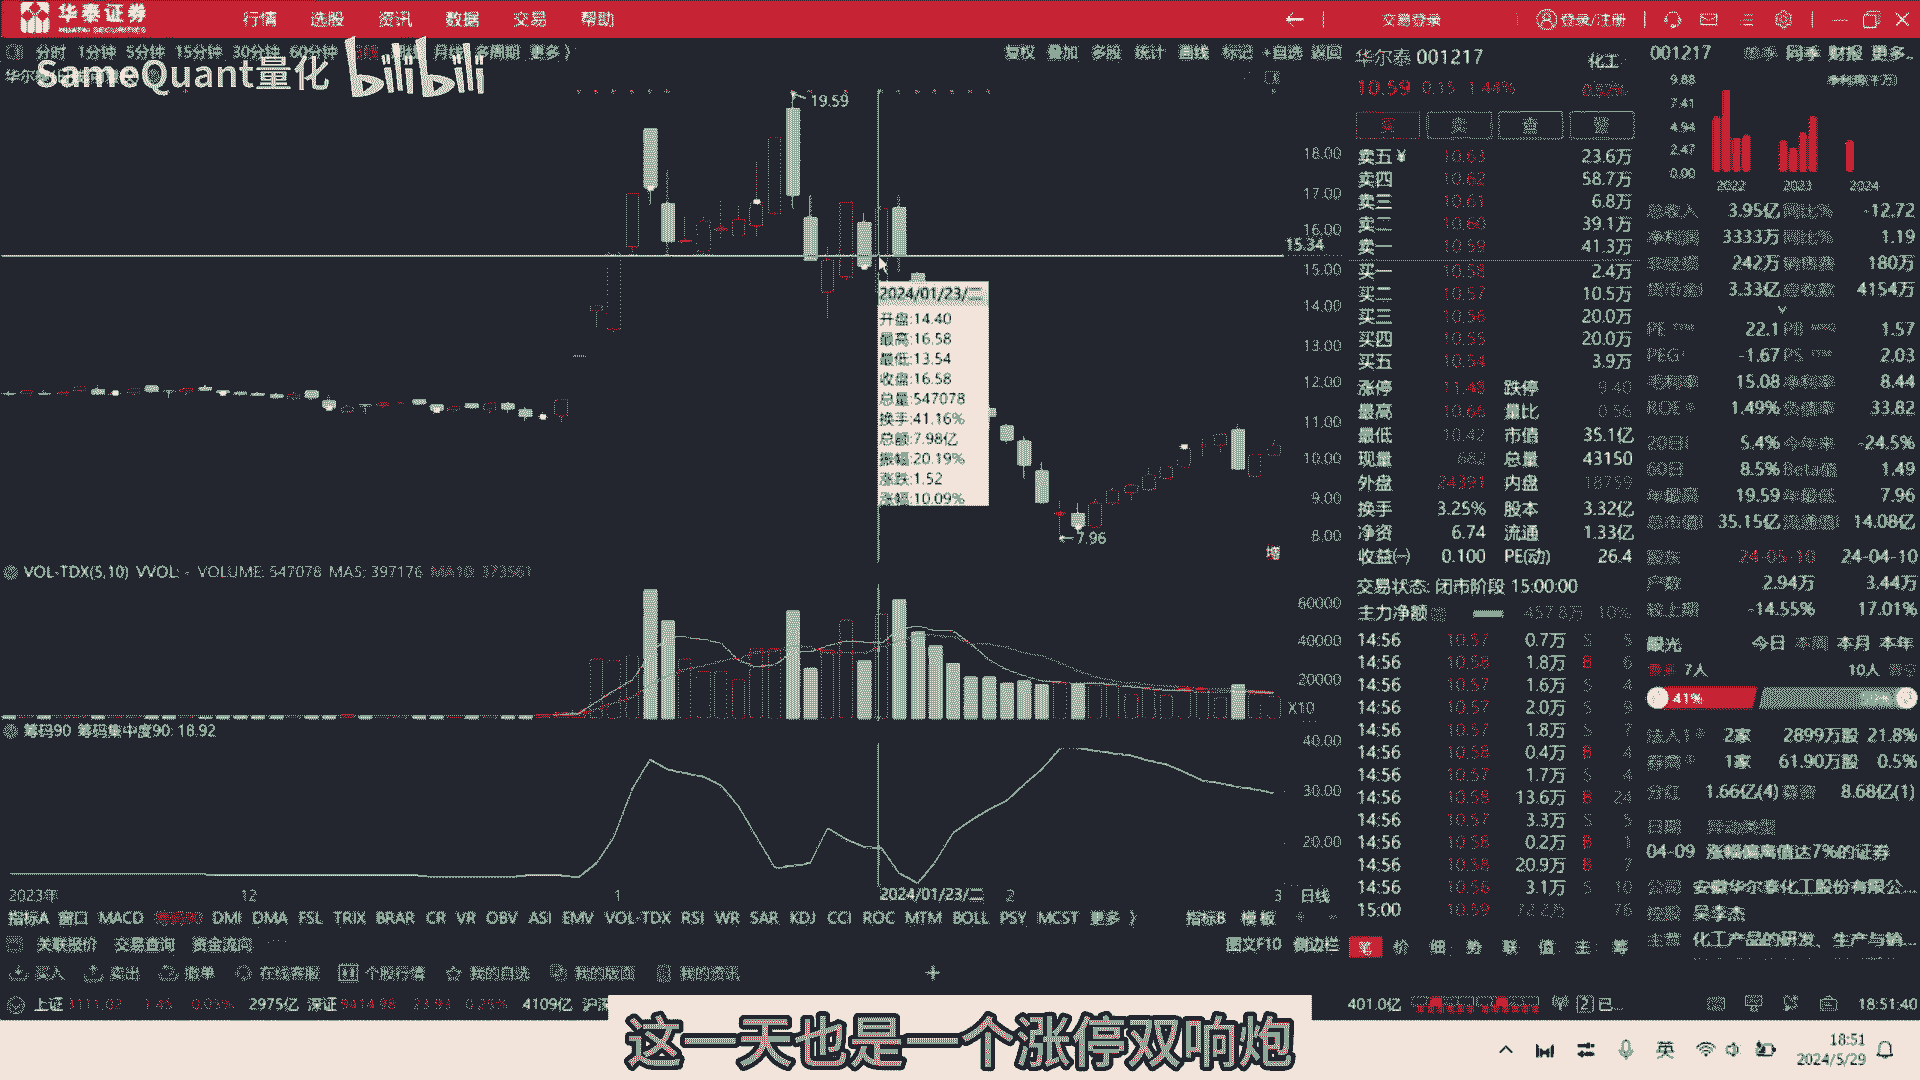 华泰证券
HUATAI SECURITIES
行情 选股 资讯 数据 交易 帮助
交易登录
登录/注册
分时 1分钟 5分钟 15分钟 30分钟 60分钟
月线 多周期 更多
复权 叠加 多股 统计 画线 标记 +自选 返回
SameQuant量化 bilibili
华尔泰 001217 化工
10.59 0.15 1.44% 0.52%
买 卖
卖五 ¥ 10.63 23.6万
卖四 10.62 58.7万
卖三 10.61 6.8万
卖二 10.60 39.1万
卖一 10.59 41.3万
买一 10.58 2.4万
买二 10.57 10.5万
买三 10.56 20.0万
买四 10.55 20.0万
买五 10.54 3.9万
涨停 11.48 跌停 9.40
最高 10.66 量比 0.56
最低 10.42 市值 35.1亿
现量 662 总量 43150
外盘 24391 内盘 18759
换手 3.25% 股本 3.32亿
净资 6.74 流通 1.33亿
收益㈠ 0.100 PE(动) 26.4
交易状态: 闭市阶段 15:00:00
主力净额 457.8万 10%
14:56 10.57 0.7万 S 5
14:56 10.58 1.8万 B 6
14:56 10.57 1.6万 S 4
14:56 10.57 2.0万 S 9
14:56 10.57 1.8万 S 7
14:56 10.58 0.4万 B 4
14:56 10.57 1.7万 S 4
14:56 10.58 13.6万 B 24
14:56 10.57 3.3万 S 5
14:56 10.58 0.2万 B 1
14:56 10.58 20.9万 B 7
14:56 10.56 3.1万 S 10
15:00 10.59 72.2万 76
笔 价 细 势 联 值 主 筹
001217 同季 财报 更多
9.88
7.41
4.94
2.47
0.00
2022 2023 2024
总收入 3.95亿 同比% -12.72
净利润 3333万 同比% 1.19
242万 180万
货币金 3.33亿 应收款 4154万
PE 22.1 PB 1.57
PEG -1.67 PS 2.03
毛利率 15.08 净利率 8.44
ROE 1.49% 负债率 33.82
20日 5.4% 今年来 -24.5%
60日 8.5% Beta值 1.49
年最高 19.59 年最低 7.96
总市值 35.15亿 流通值 14.08亿
股东 24-05-10 24-04-10
户数 2.94万 3.44万
较上期 -14.55% 17.01%
眼光 今日 本周 本月 本年
7人 10人
41%
法人1 2家 2899万股 21.8%
券商 1家 61.90万股 0.5%
分红 1.66亿(4) 募资 8.68亿(1)
日期 异动类型
04-09 涨幅偏离值达7%的证券
公司 安徽华尔泰化工股份有限公...
控股 吴李杰
主营 化工产品的研发、生产与销...
19.59
18.00
17.00
16.00
15.34
15.00
14.00
13.00
12.00
11.00
10.00
9.00
8.00
7.96
2024/01/23/二
开盘:14.40
最高:16.58
最低:13.54
收盘:16.58
总量:547078
换手:41.16%
总额:7.98亿
振幅:20.19%
涨跌:1.52
涨幅:10.09%
VOL-TDX(5,10) VVOL: - VOLUME: 547078 MA5: 397176 MA10: 373561
60000
40000
20000
X10
筹码90 筹码集中度90: 18.92
40.00
30.00
20.00
2023年 12 1 2024/01/23/二 2 3 日线
指标A 窗口 MACD 筹码90 DMI DMA FSL TRIX BRAR CR VR OBV ASI EMV VOL-TDX RSI WR SAR KDJ CCI ROC MTM BOLL PSY MCST 更多 指标B 模板
关联报价 交易查询 资金流向
图文F10 侧边栏
买入 卖出 撤单 在线客服 个股行情 我的自选 我的版面 我的资讯
上证 3111.02 1.45 0.05% 2975亿 深证 9414.98 23.94 0.25% 4109亿 沪深
401.0亿 18:51:40
这一天也是一个涨停双响炮
英
18:51
2024/5/29